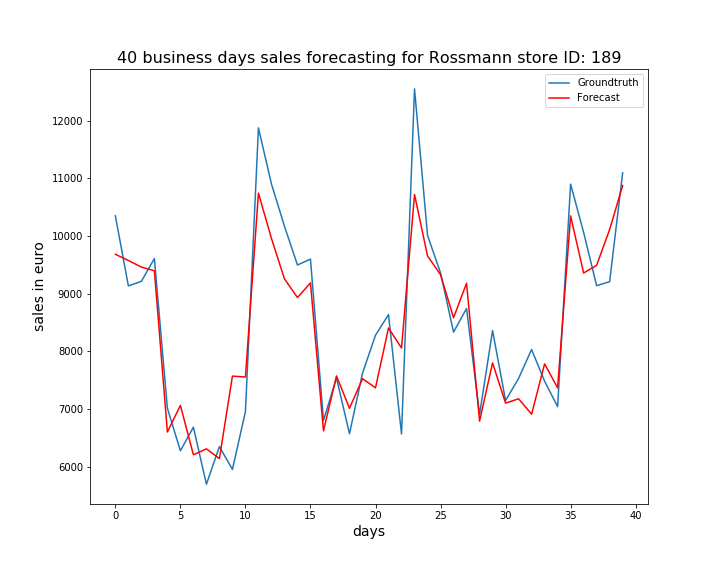 40 business days sales forecasting for Rossmann store ID: 189
Groundtruth
Forecast
12000
11000
10000
9000
8000
7000
6000
sales in euro
0 5 10 15 20 25 30 35 40
days